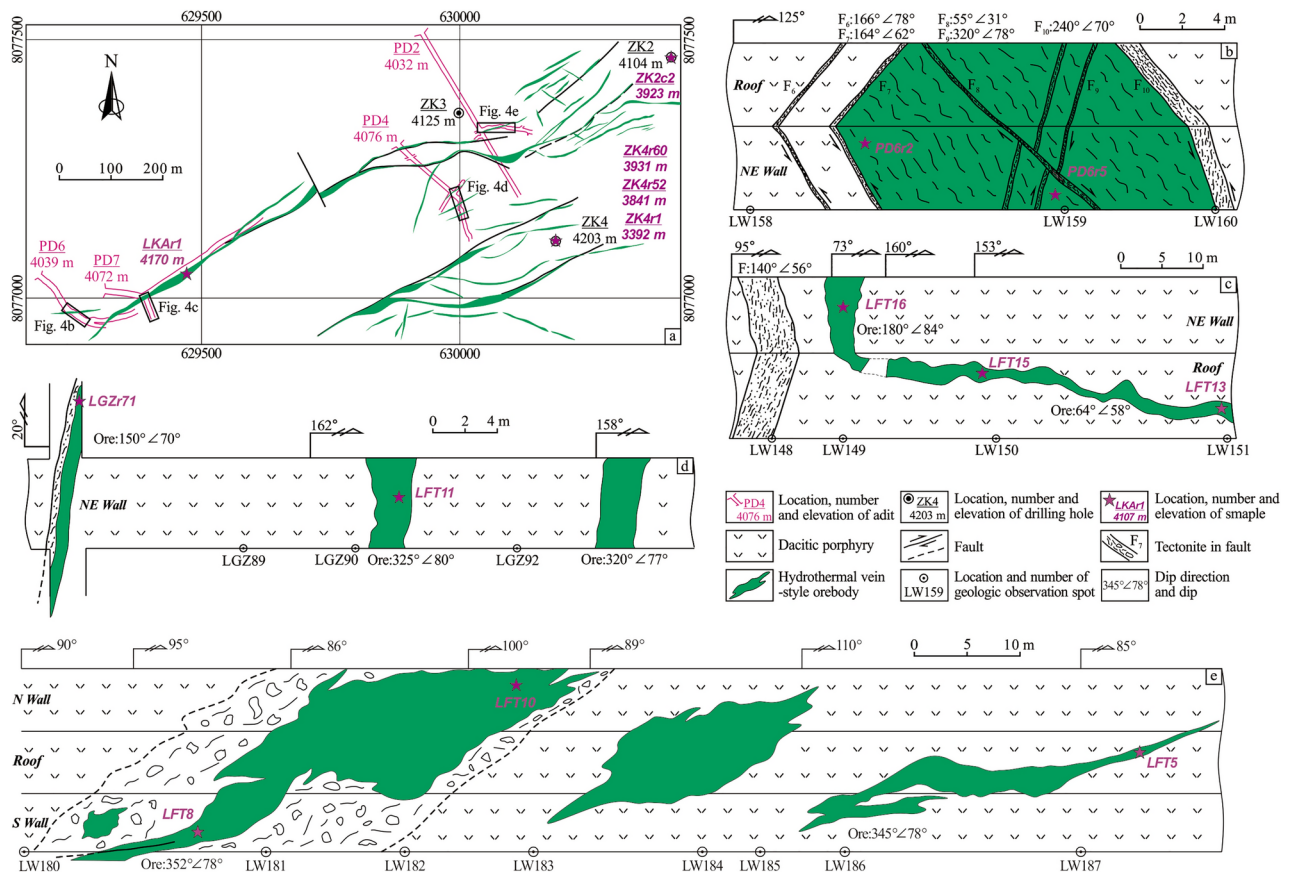 629500
630000
8077500
N
0 100 200 m
PD2
4032 m
ZK2
4104 m
ZK2c2
3923 m
ZK3
4125 m
Fig. 4e
PD4
4076 m
ZK4r60
3931 m
ZK4r52
3841 m
ZK4r1
3392 m
Fig. 4d
ZK4
4203 m
LKAr1
4170 m
PD6
4039 m
PD7
4072 m
Fig. 4c
Fig. 4b
8077000
8077500
8077000
a
629500
630000
125°
F6:166°∠78°
F7:164°∠62°
F8:55°∠31°
F9:320°∠78°
F10:240°∠70°
0 2 4 m
b
Roof
F6
F7
F8
F9
F10
NE Wall
PD6r2
PD6r5
LW158
LW159
LW160
95°
73°
160°
153°
0 5 10 m
F:140°∠56°
c
LFT16
NE Wall
Ore:180°∠84°
Roof
LFT15
LFT13
Ore:64°∠58°
LW148
LW149
LW150
LW151
20°
LGZr71
Ore:150°∠70°
162°
0 2 4 m
158°
d
NE Wall
LFT11
LGZ89
LGZ90
Ore:325°∠80°
LGZ92
Ore:320°∠77°
PD4
4076 m
Location, number
and elevation of adit
ZK4
4203 m
Location, number and
elevation of drilling hole
LKAr1
4107 m
Location, number and
elevation of smaple
Dacitic porphyry
Fault
F7
Tectonite in fault
Hydrothermal vein
-style orebody
LW159
Location and number of
geologic observation spot
345°∠78°
Dip direction
and dip
90°
95°
86°
100°
89°
110°
0 5 10 m
85°
e
N Wall
LFT10
Roof
LFT5
S Wall
LFT8
Ore:352°∠78°
Ore:345°∠78°
LW180
LW181
LW182
LW183
LW184
LW185
LW186
LW187